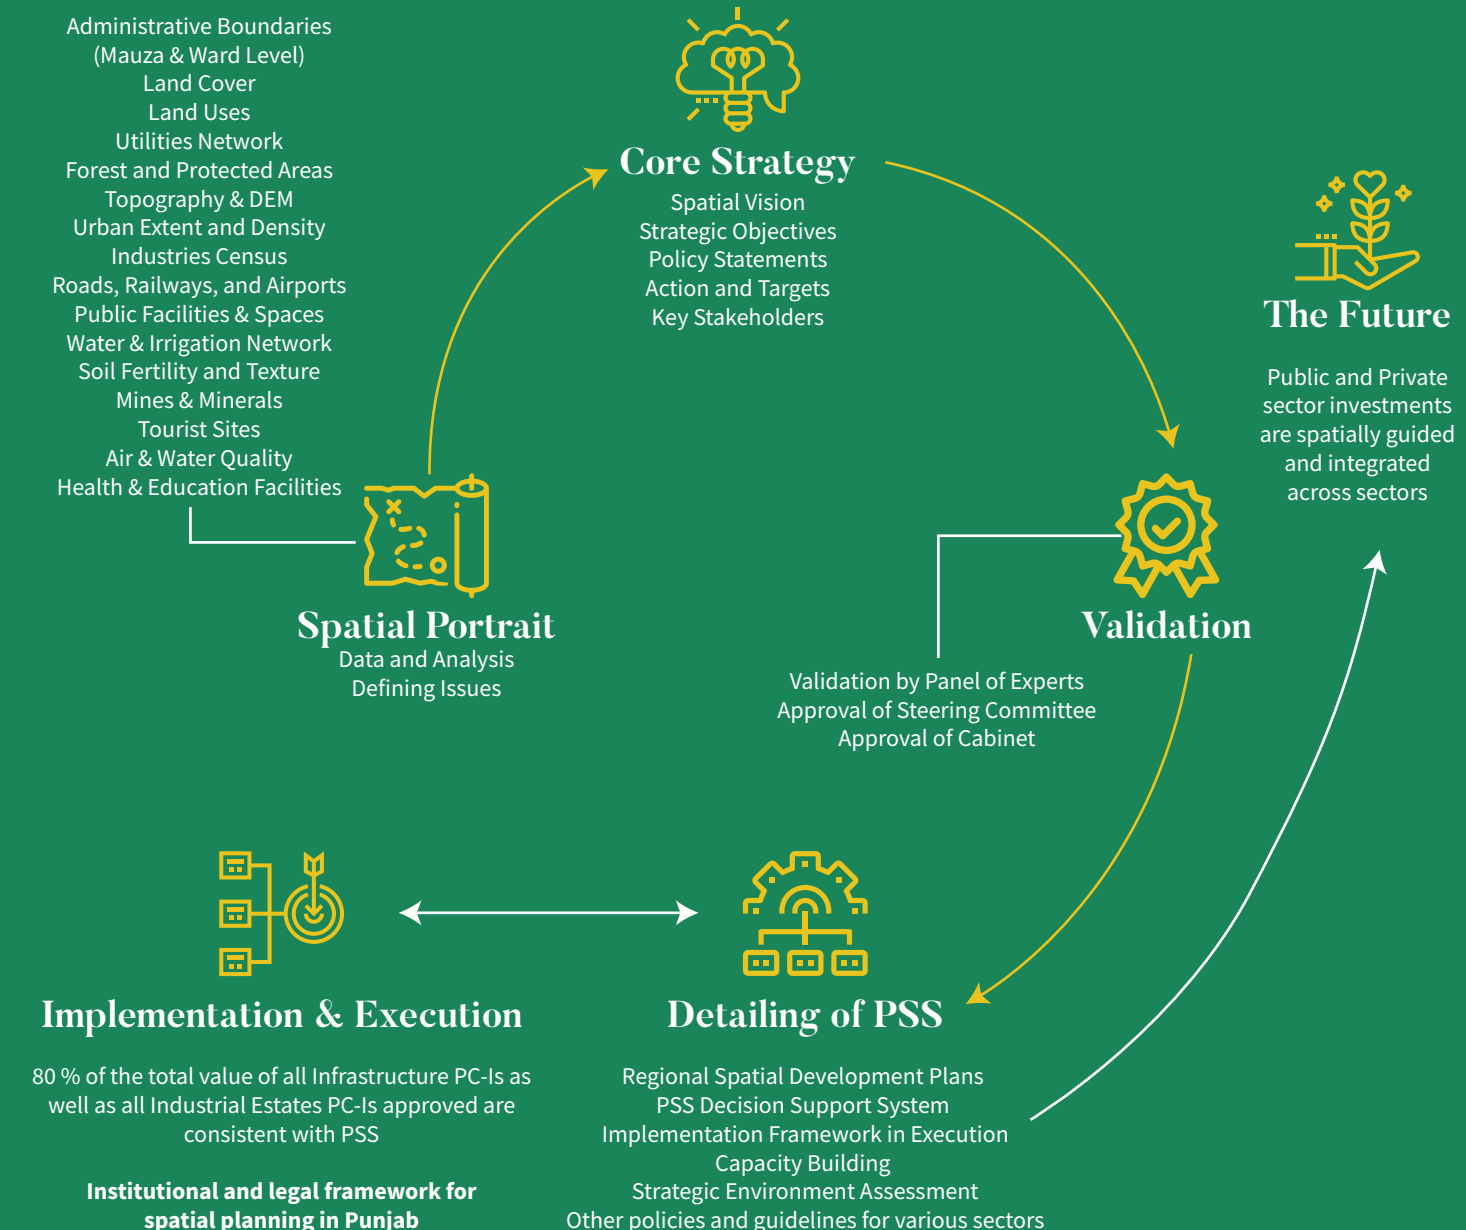 Administrative Boundaries
(Mauza & Ward Level)
Land Cover
Land Uses
Utilities Network
Forest and Protected Areas
Topography & DEM
Urban Extent and Density
Industries Census
Roads, Railways, and Airports
Public Facilities & Spaces
Water & Irrigation Network
Soil Fertility and Texture
Mines & Minerals
Tourist Sites
Air & Water Quality
Health & Education Facilities
Spatial Portrait
Data and Analysis
Defining Issues
Core Strategy
Spatial Vision
Strategic Objectives
Policy Statements
Action and Targets
Key Stakeholders
Validation
Validation by Panel of Experts
Approval of Steering Committee
Approval of Cabinet
The Future
Public and Private
sector investments
are spatially guided
and integrated
across sectors
Implementation & Execution
80 % of the total value of all Infrastructure PC-Is as
well as all Industrial Estates PC-Is approved are
consistent with PSS
Institutional and legal framework for
spatial planning in Punjab
Detailing of PSS
Regional Spatial Development Plans
PSS Decision Support System
Implementation Framework in Execution
Capacity Building
Strategic Environment Assessment
Other policies and guidelines for various sectors